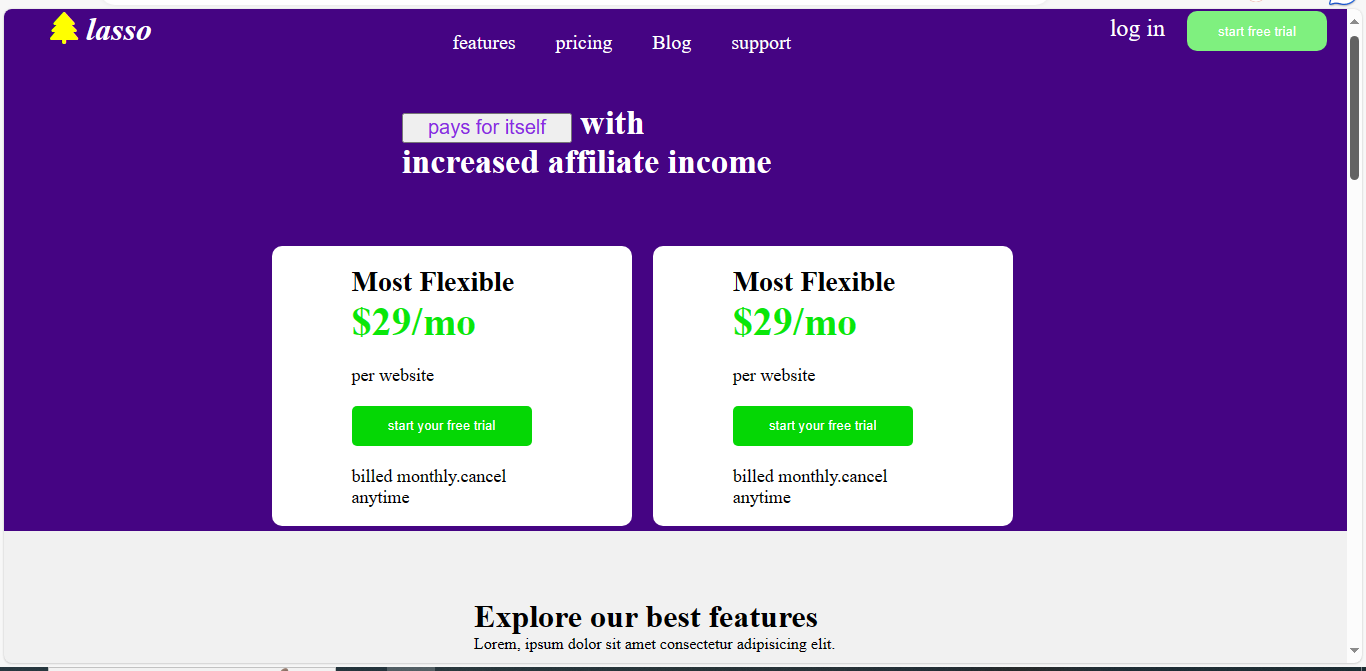 lasso
features pricing Blog support
log in start free trial
pays for itself with
increased affiliate income
Most Flexible
$29/mo
per website
start your free trial
billed monthly.cancel
anytime
Most Flexible
$29/mo
per website
start your free trial
billed monthly.cancel
anytime
Explore our best features
Lorem, ipsum dolor sit amet consectetur adipisicing elit.